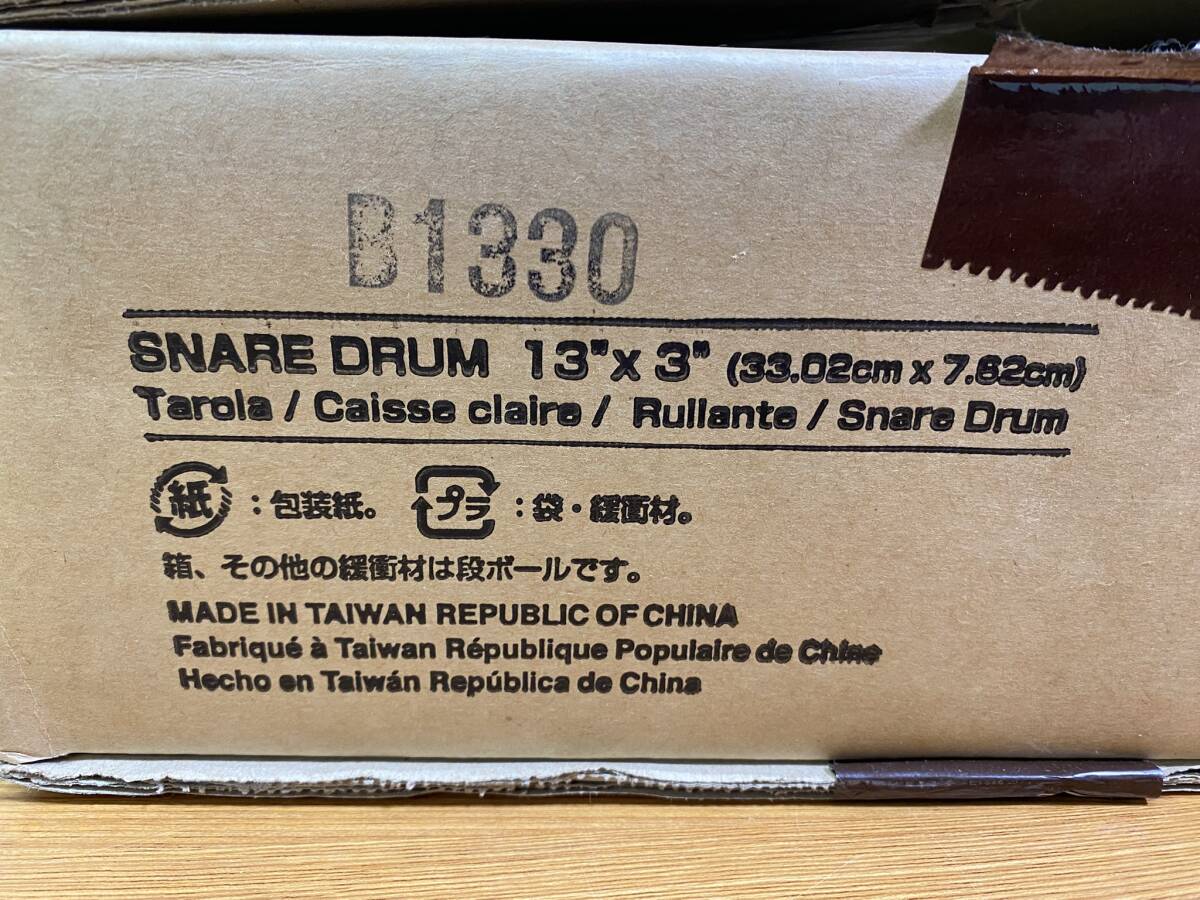 B1330
SNARE DRUM 13"x 3" (33.02cm x 7.62cm)
Tarola / Caisse claire / Rullante / Snare Drum
紙 : 包装紙。 プラ : 袋・緩衝材。
箱、その他の緩衝材は段ボールです。
MADE IN TAIWAN REPUBLIC OF CHINA
Fabriqué à Taiwan République Populaire de Chine
Hecho en Taiwán República de China